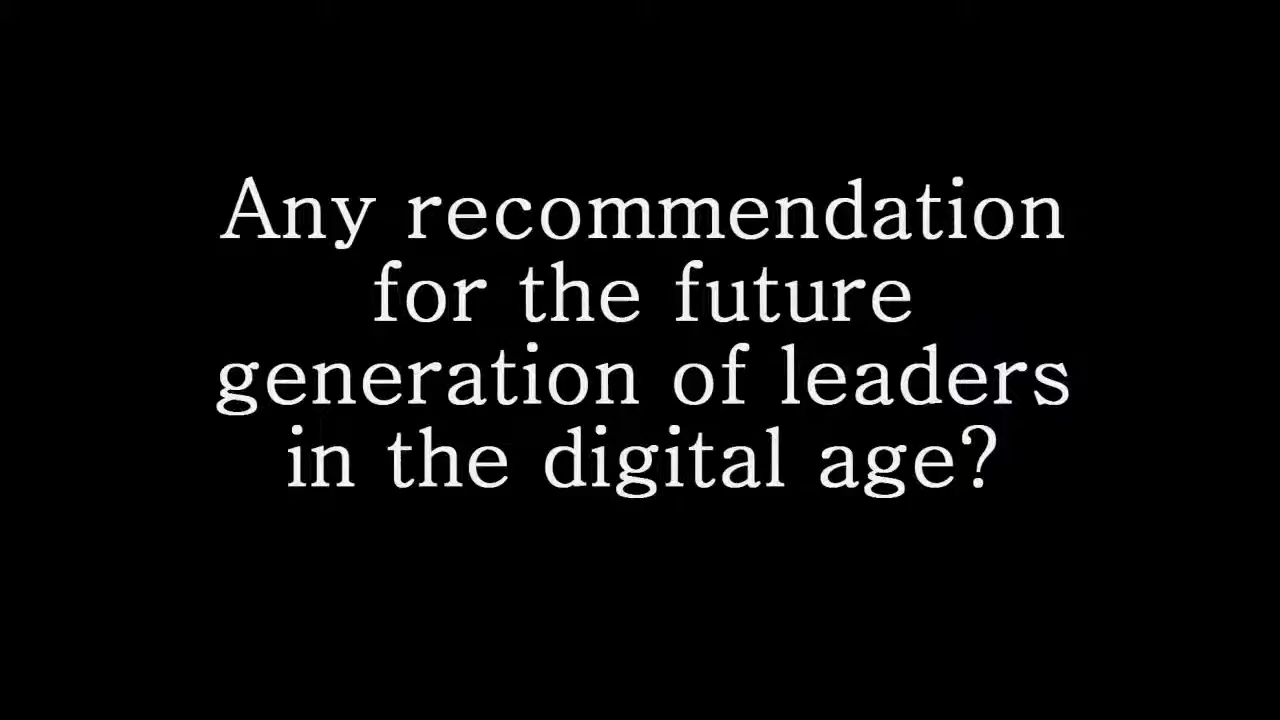 Any recommendation
for the future
generation of leaders
in the digital age?